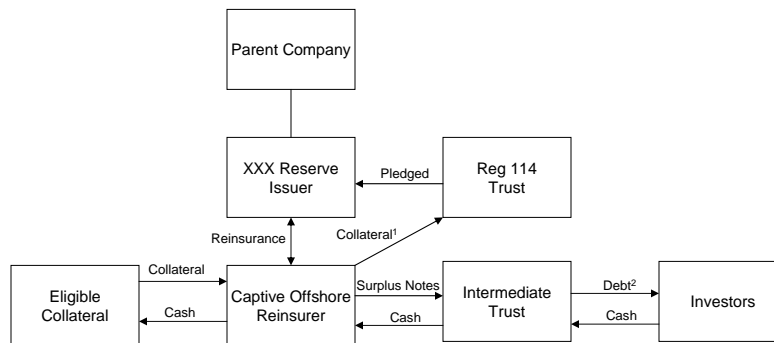 Parent Company
XXX Reserve
Issuer
Pledged
Reg 114
Trust
Reinsurance
Collateral¹
Eligible
Collateral
Collateral
Cash
Captive Offshore
Reinsurer
Surplus Notes
Cash
Intermediate
Trust
Debt²
Cash
Investors